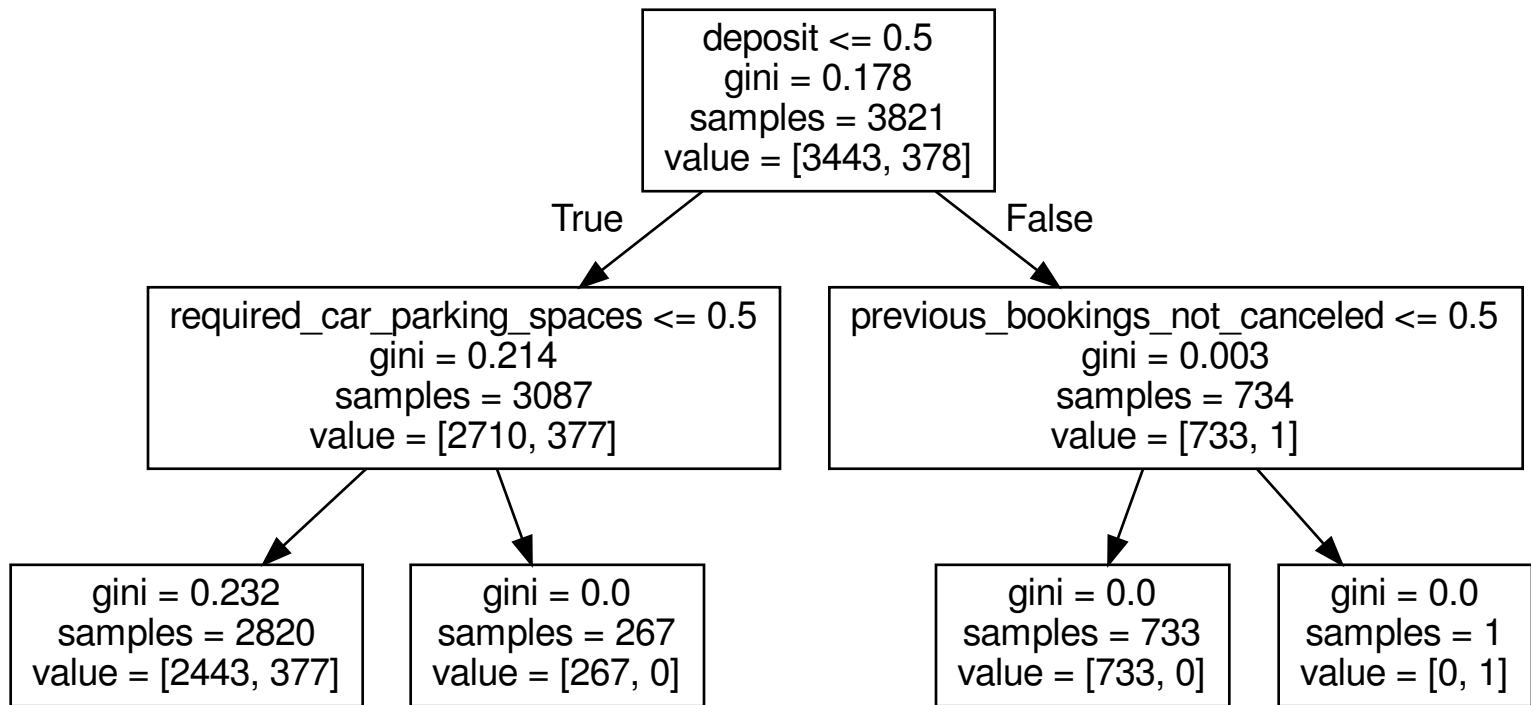 deposit <= 0.5
gini = 0.178
samples = 3821
value = [3443, 378]
True
False
required_car_parking_spaces <= 0.5
gini = 0.214
samples = 3087
value = [2710, 377]
previous_bookings_not_canceled <= 0.5
gini = 0.003
samples = 734
value = [733, 1]
gini = 0.232
samples = 2820
value = [2443, 377]
gini = 0.0
samples = 267
value = [267, 0]
gini = 0.0
samples = 733
value = [733, 0]
gini = 0.0
samples = 1
value = [0, 1]